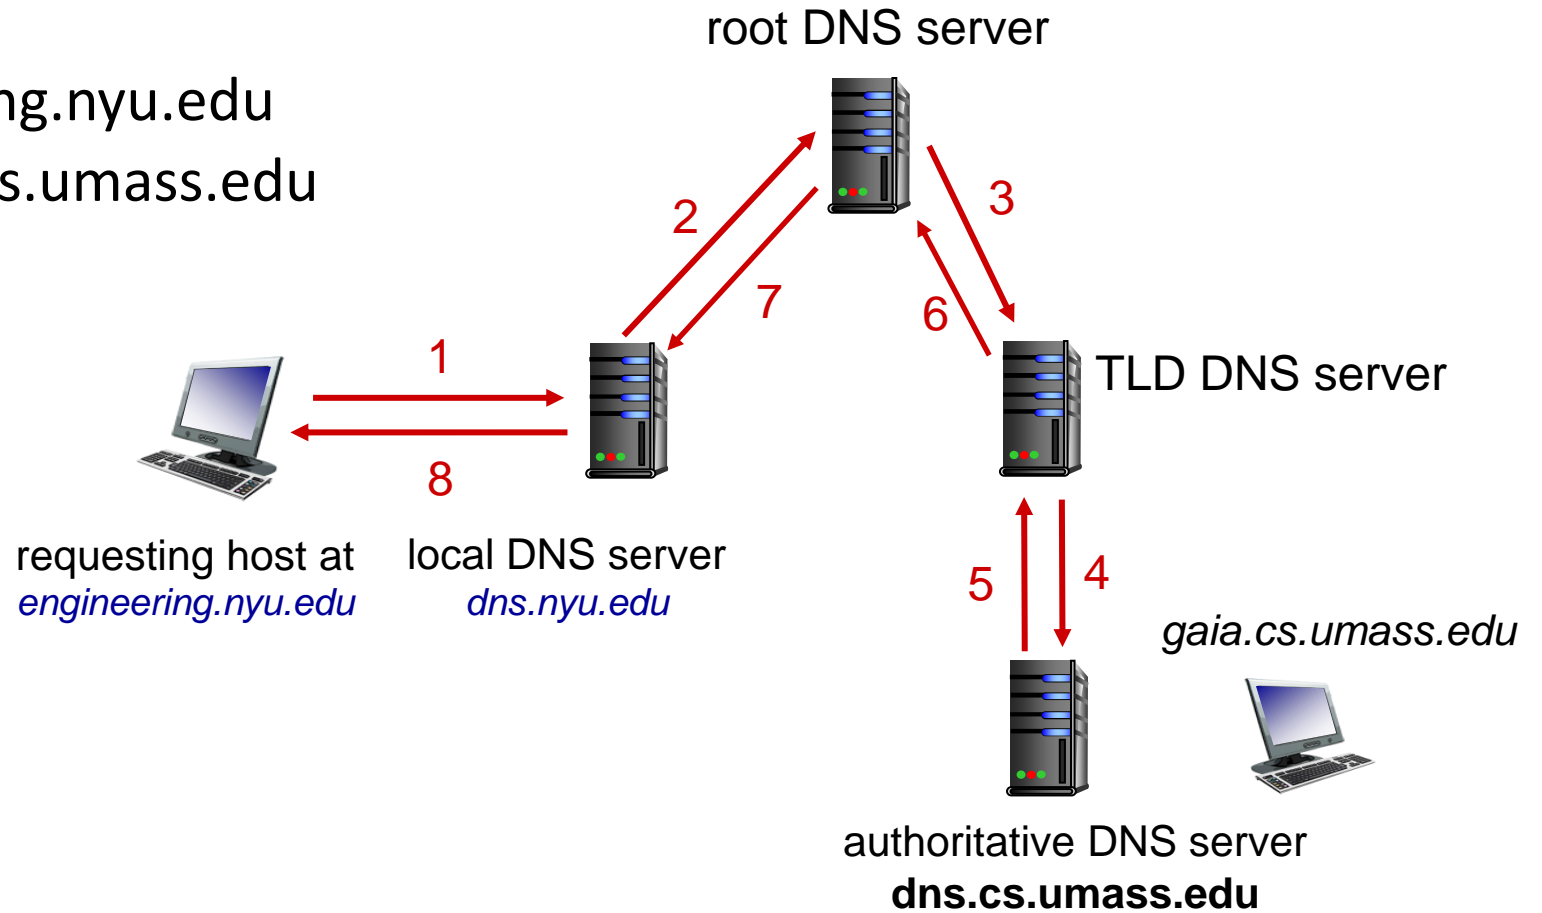 root DNS server
ng.nyu.edu
s.umass.edu
2
3
7
6
1
TLD DNS server
8
requesting host at
engineering.nyu.edu
local DNS server
dns.nyu.edu
5
4
gaia.cs.umass.edu
authoritative DNS server
dns.cs.umass.edu